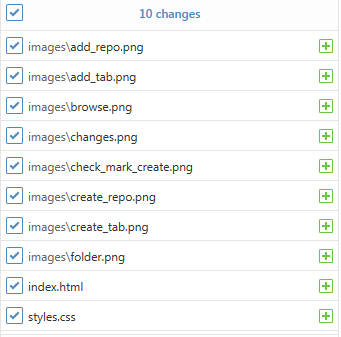 10 changes
images\add_repo.png
images\add_tab.png
images\browse.png
images\changes.png
images\check_mark_create.png
images\create_repo.png
images\create_tab.png
images\folder.png
index.html
styles.css